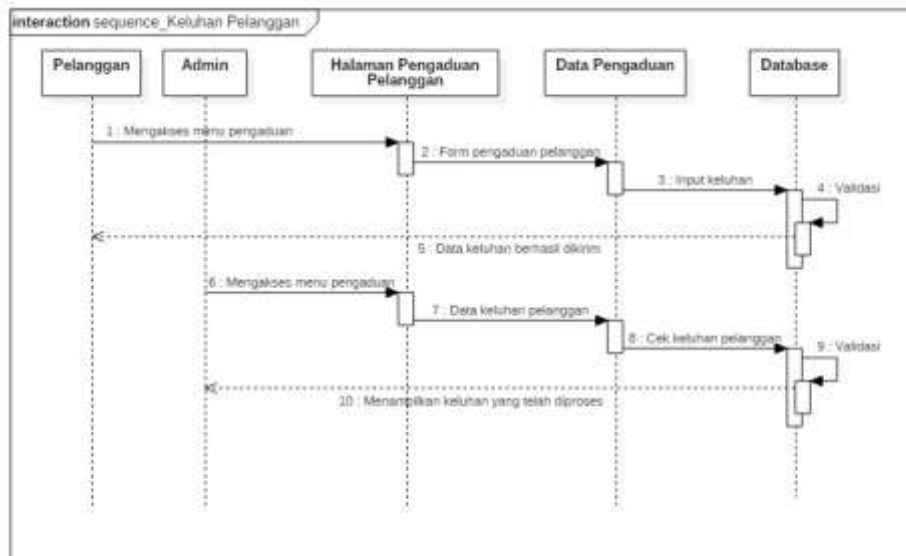 interaction sequence_Keluhan Pelanggan
Pelanggan
Admin
Halaman Pengaduan
Pelanggan
Data Pengaduan
Database
1 : Mengakses menu pengaduan
2 : Form pengaduan pelanggan
3 : Input keluhan
4 : Validasi
5 : Data keluhan berhasil dikirim
6 : Mengakses menu pengaduan
7 : Data keluhan pelanggan
8 : Cek keluhan pelanggan
9 : Validasi
10 : Menampilkan keluhan yang telah diproses